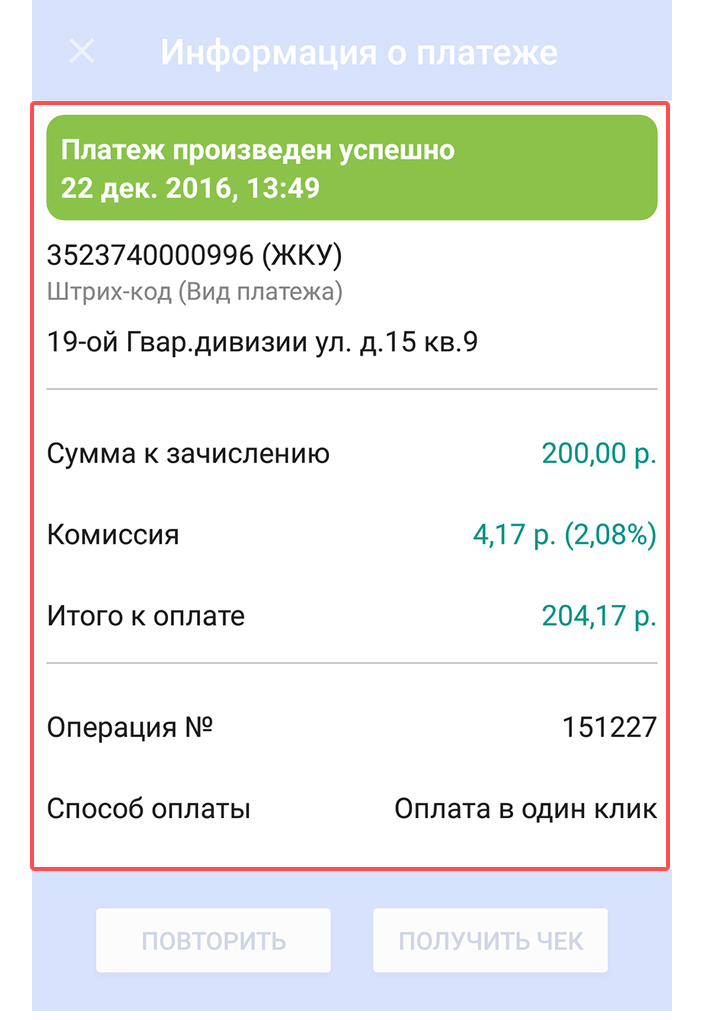 Информация о платеже
Платеж произведен успешно
22 дек. 2016, 13:49
3523740000996 (ЖКУ)
Штрих-код (Вид платежа)
19-ой Гвар.дивизии ул. д.15 кв.9
Сумма к зачислению 200,00 р.
Комиссия 4,17 р. (2,08%)
Итого к оплате 204,17 р.
Операция № 151227
Способ оплаты Оплата в один клик
ПОВТОРИТЬ ПОЛУЧИТЬ ЧЕК